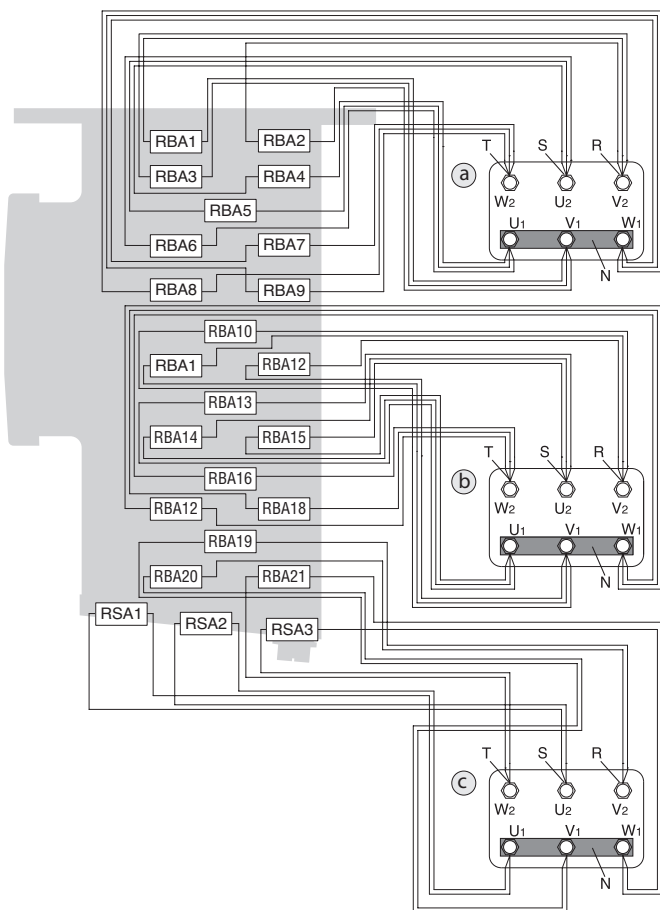 RBA1 RBA2
RBA3 RBA4
RBA5
RBA6 RBA7
RBA8 RBA9
T S R
a
W2 U2 V2
U1 V1 W1
N
RBA10
RBA1 RBA12
RBA13
RBA14 RBA15
RBA16
RBA12 RBA18
T S R
b
W2 U2 V2
U1 V1 W1
N
RBA19
RBA20 RBA21
RSA1 RSA2 RSA3
T S R
c
W2 U2 V2
U1 V1 W1
N